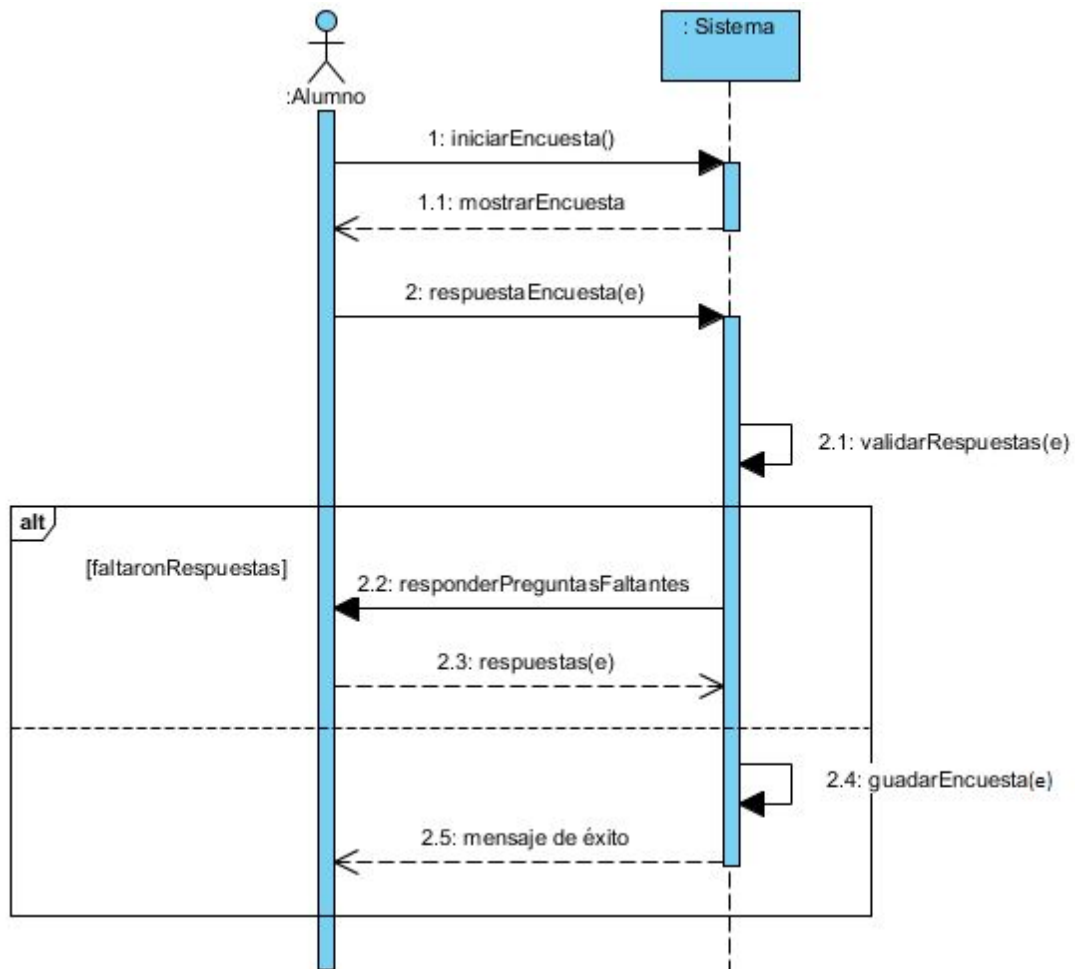 : Sistema
:Alumno
1: iniciarEncuesta()
1.1: mostrarEncuesta
2: respuestaEncuesta(e)
2.1: validarRespuestas(e)
alt
[faltaronRespuestas]
2.2: responderPreguntasFaltantes
2.3: respuestas(e)
2.4: guadarEncuesta(e)
2.5: mensaje de éxito